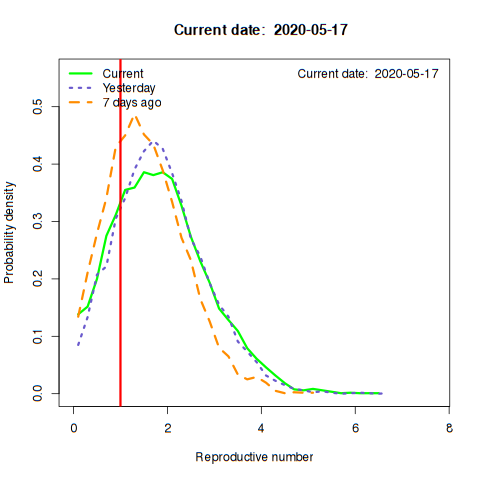 Current date:  2020-05-17
Current date:  2020-05-17
Current
Yesterday
7 days ago
Probability density
0.0 0.1 0.2 0.3 0.4 0.5
0 2 4 6 8
Reproductive number